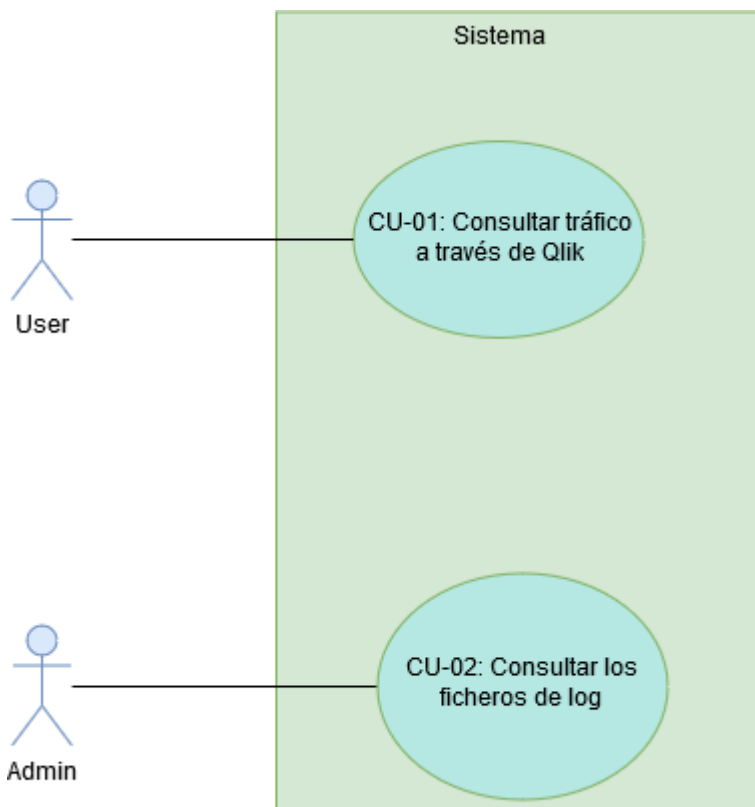 Sistema
CU-01: Consultar tráfico
a través de Qlik
User
CU-02: Consultar los
ficheros de log
Admin